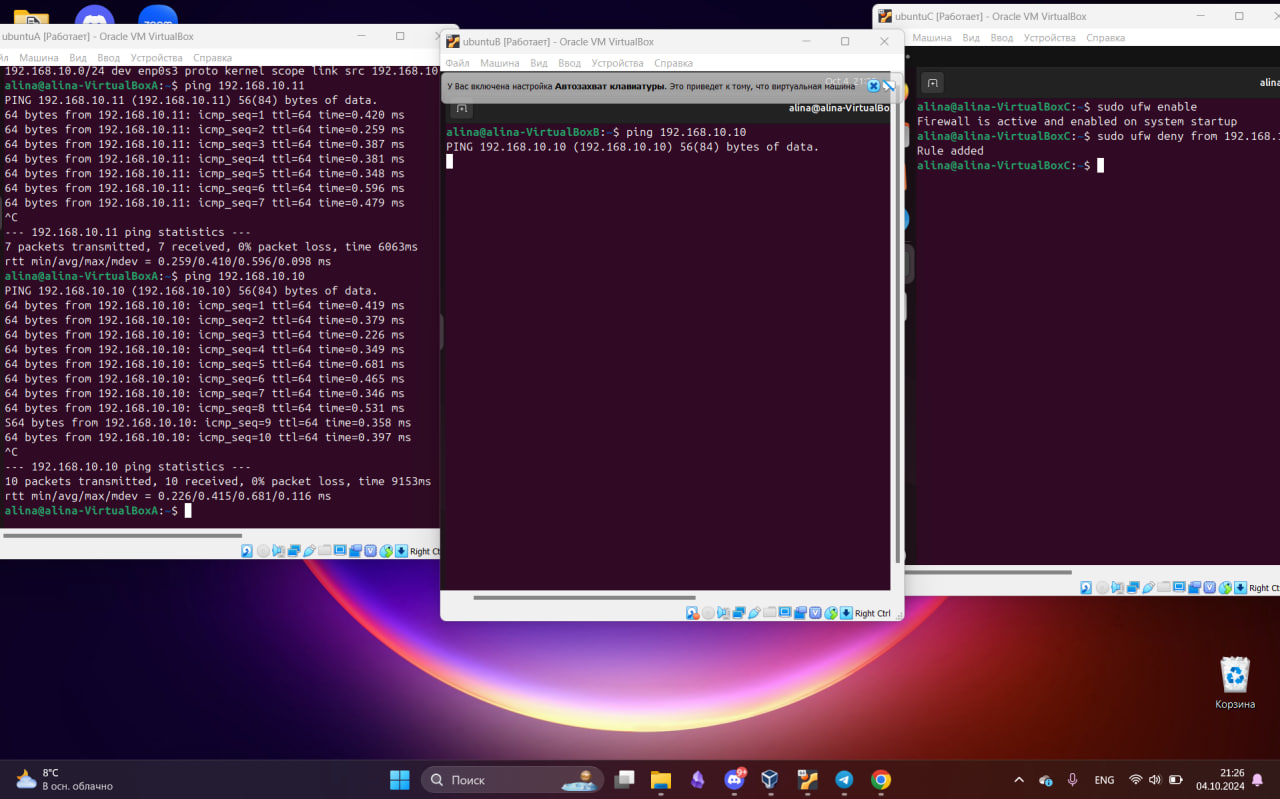 zoom
ubuntuA [Работает] - Oracle VM VirtualBox
Машина Вид Ввод Устройства Справка
192.168.10.0/24 dev enp0s3 proto kernel scope link src 192.168.10
alina@alina-VirtualBoxA:~$ ping 192.168.10.11
PING 192.168.10.11 (192.168.10.11) 56(84) bytes of data.
64 bytes from 192.168.10.11: icmp_seq=1 ttl=64 time=0.420 ms
64 bytes from 192.168.10.11: icmp_seq=2 ttl=64 time=0.259 ms
64 bytes from 192.168.10.11: icmp_seq=3 ttl=64 time=0.387 ms
64 bytes from 192.168.10.11: icmp_seq=4 ttl=64 time=0.381 ms
64 bytes from 192.168.10.11: icmp_seq=5 ttl=64 time=0.348 ms
64 bytes from 192.168.10.11: icmp_seq=6 ttl=64 time=0.596 ms
64 bytes from 192.168.10.11: icmp_seq=7 ttl=64 time=0.479 ms
^C
--- 192.168.10.11 ping statistics ---
7 packets transmitted, 7 received, 0% packet loss, time 6063ms
rtt min/avg/max/mdev = 0.259/0.410/0.596/0.098 ms
alina@alina-VirtualBoxA:~$ ping 192.168.10.10
PING 192.168.10.10 (192.168.10.10) 56(84) bytes of data.
64 bytes from 192.168.10.10: icmp_seq=1 ttl=64 time=0.419 ms
64 bytes from 192.168.10.10: icmp_seq=2 ttl=64 time=0.379 ms
64 bytes from 192.168.10.10: icmp_seq=3 ttl=64 time=0.226 ms
64 bytes from 192.168.10.10: icmp_seq=4 ttl=64 time=0.349 ms
64 bytes from 192.168.10.10: icmp_seq=5 ttl=64 time=0.681 ms
64 bytes from 192.168.10.10: icmp_seq=6 ttl=64 time=0.465 ms
64 bytes from 192.168.10.10: icmp_seq=7 ttl=64 time=0.346 ms
64 bytes from 192.168.10.10: icmp_seq=8 ttl=64 time=0.531 ms
S64 bytes from 192.168.10.10: icmp_seq=9 ttl=64 time=0.358 ms
64 bytes from 192.168.10.10: icmp_seq=10 ttl=64 time=0.397 ms
^C
--- 192.168.10.10 ping statistics ---
10 packets transmitted, 10 received, 0% packet loss, time 9153ms
rtt min/avg/max/mdev = 0.226/0.415/0.681/0.116 ms
alina@alina-VirtualBoxA:~$
Right Ct
ubuntuB [Работает] - Oracle VM VirtualBox
Файл Машина Вид Ввод Устройства Справка
У Вас включена настройка Автозахват клавиатуры. Это приведет к тому, что виртуальная машина
alina@alina-VirtualBo
alina@alina-VirtualBoxB:~$ ping 192.168.10.10
PING 192.168.10.10 (192.168.10.10) 56(84) bytes of data.
Right Ctrl
ubuntuC [Работает] - Oracle VM VirtualBox
Машина Вид Ввод Устройства Справка
alina
alina@alina-VirtualBoxC:~$ sudo ufw enable
Firewall is active and enabled on system startup
alina@alina-VirtualBoxC:~$ sudo ufw deny from 192.168.
Rule added
alina@alina-VirtualBoxC:~$
Right Ct
Корзина
8°C
В осн. облачно
Поиск
9+
ENG
21:26
04.10.2024